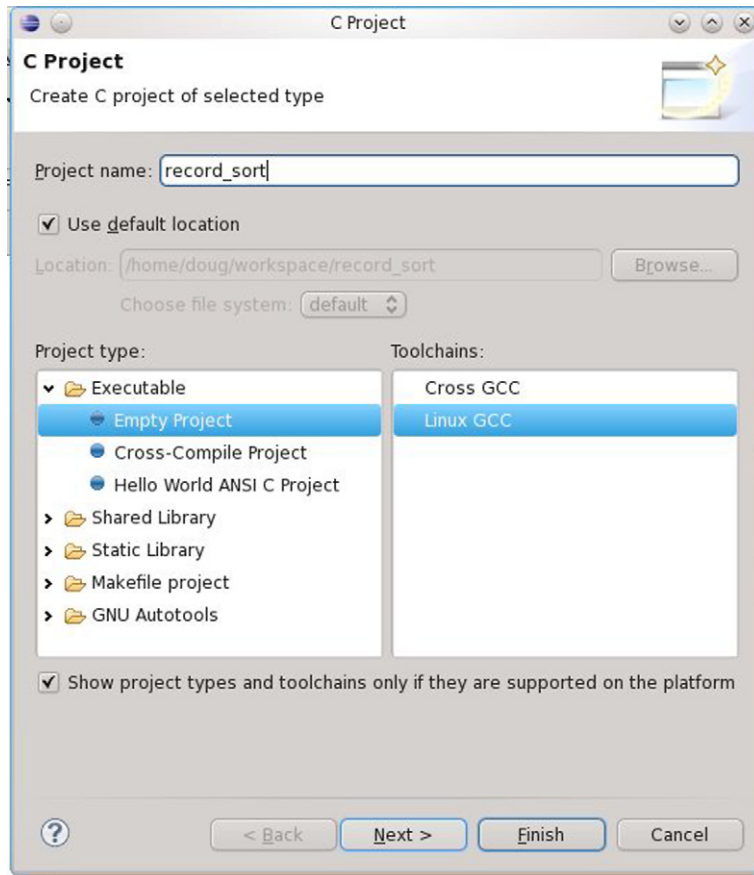 C Project
C Project
Create C project of selected type
Project name: record_sort
Use default location
Location: /home/doug/workspace/record_sort Browse...
Choose file system: default
Project type: Toolchains:
Executable Cross GCC
Empty Project Linux GCC
Cross-Compile Project
Hello World ANSI C Project
Shared Library
Static Library
Makefile project
GNU Autotools
Show project types and toolchains only if they are supported on the platform
? < Back Next > Finish Cancel